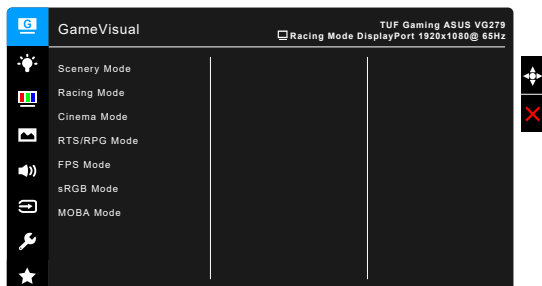 G
GameVisual
TUF Gaming ASUS VG279
Racing Mode DisplayPort 1920x1080@ 65Hz
Scenery Mode
Racing Mode
Cinema Mode
RTS/RPG Mode
FPS Mode
sRGB Mode
MOBA Mode